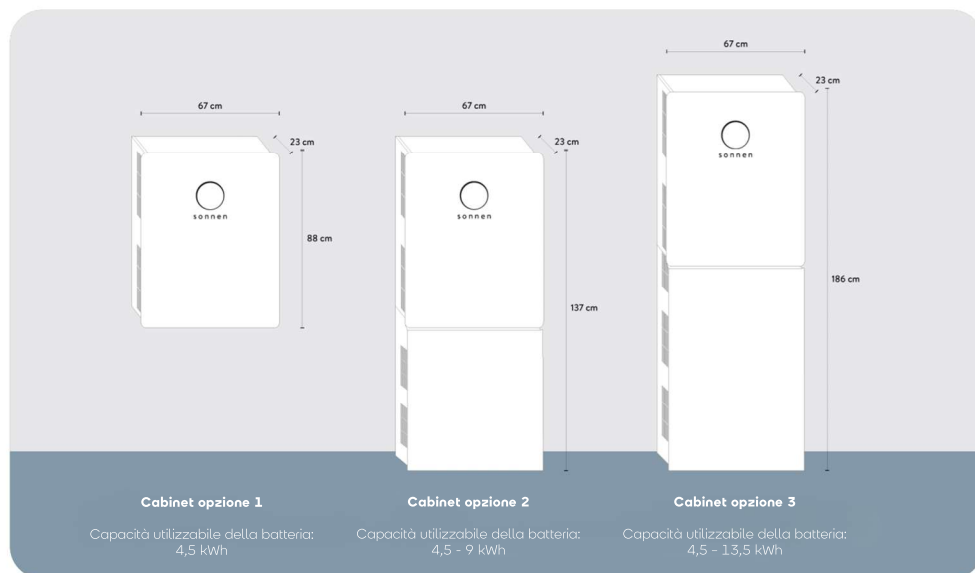 67 cm
23 cm
sonnen
88 cm
67 cm
23 cm
sonnen
137 cm
67 cm
23 cm
sonnen
186 cm
Cabinet opzione 1
Capacità utilizzabile della batteria:
4,5 kWh
Cabinet opzione 2
Capacità utilizzabile della batteria:
4,5 - 9 kWh
Cabinet opzione 3
Capacità utilizzabile della batteria:
4,5 - 13,5 kWh